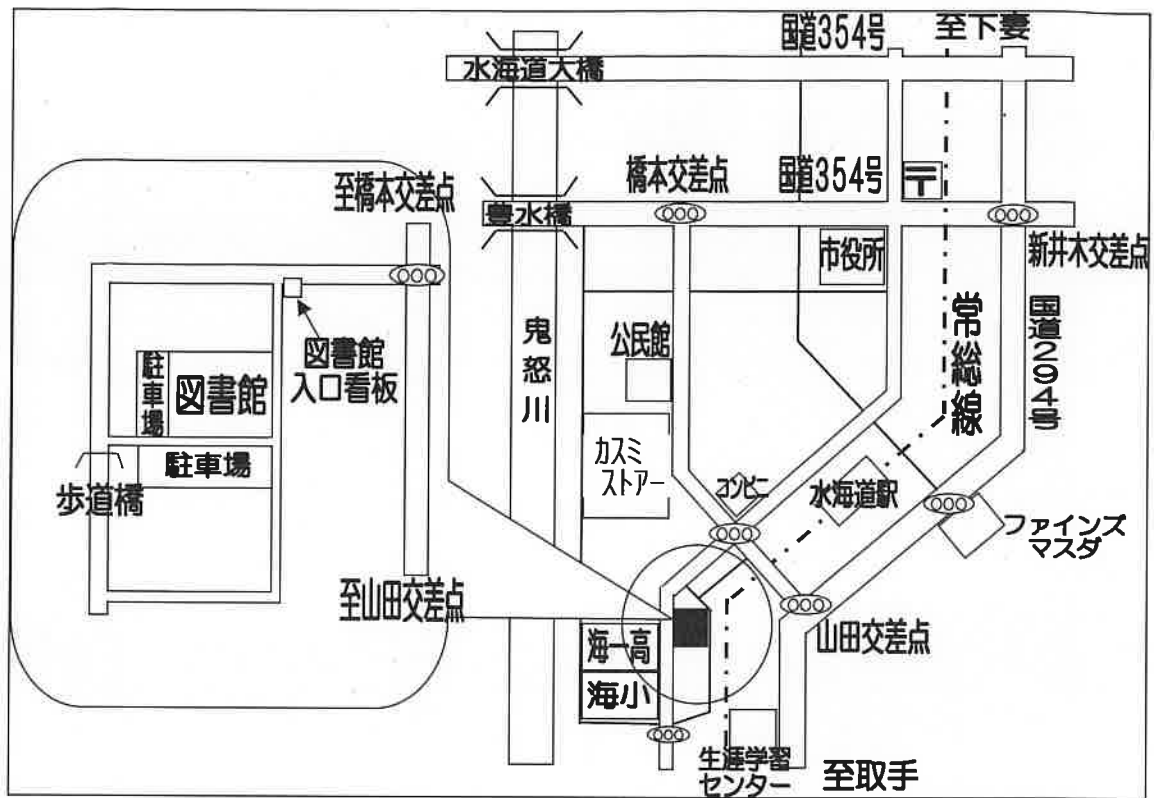 国道354号
至下妻
水海道大橋
橋本交差点
国道354号
〒
至橋本交差点
豊水橋
市役所
新井木交差点
鬼怒川
公民館
常総線
国道294号
図書館
入口看板
駐車場
図書館
駐車場
歩道橋
カスミ
ストアー
コンビニ
水海道駅
ファインズ
マスダ
至山田交差点
海一高
海小
山田交差点
生涯学習
センター
至取手